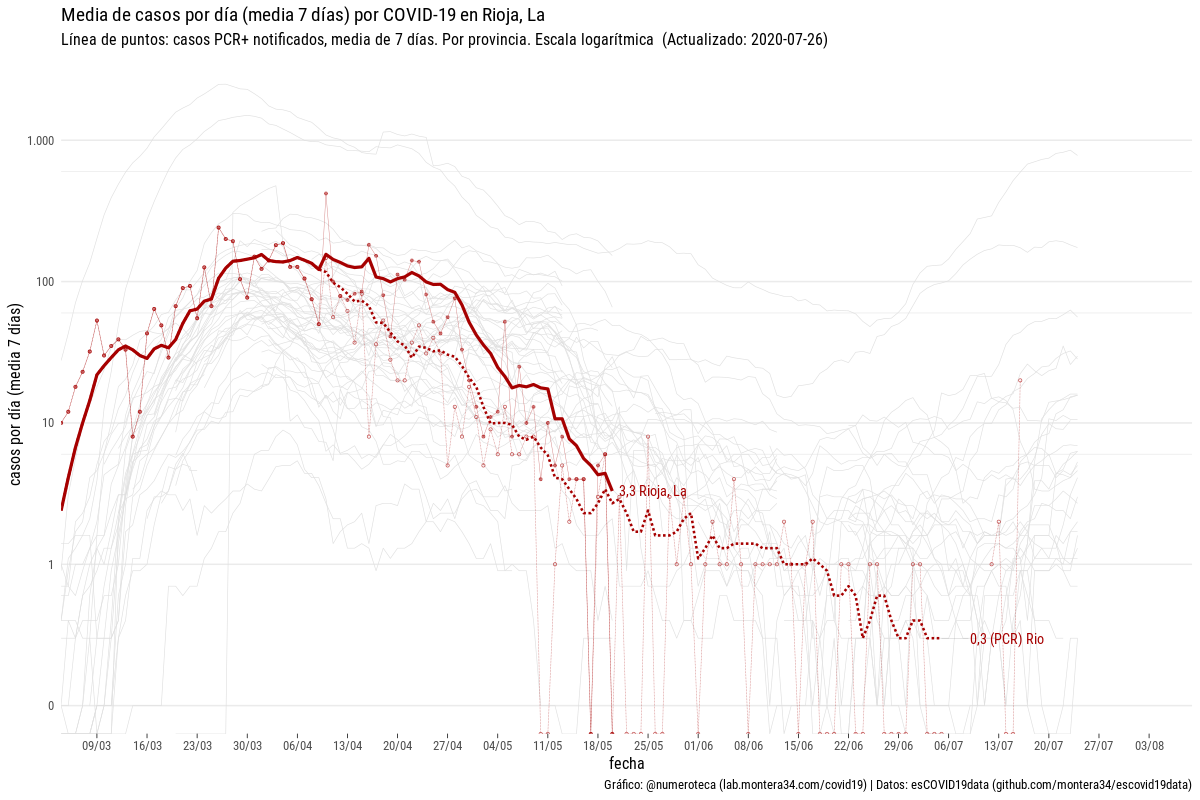 Media de casos por día (media 7 días) por COVID-19 en Rioja, La
Línea de puntos: casos PCR+ notificados, media de 7 días. Por provincia. Escala logarítmica (Actualizado: 2020-07-26)
casos por día (media 7 días)
1.000
100
10
1
0
3,3 Rioja, La
0,3 (PCR) Rio
09/03 16/03 23/03 30/03 06/04 13/04 20/04 27/04 04/05 11/05 18/05 25/05 01/06 08/06 15/06 22/06 29/06 06/07 13/07 20/07 27/07 03/08
fecha
Gráfico: @numeroteca (lab.montera34.com/covid19) | Datos: esCOVID19data (github.com/montera34/escovid19data)